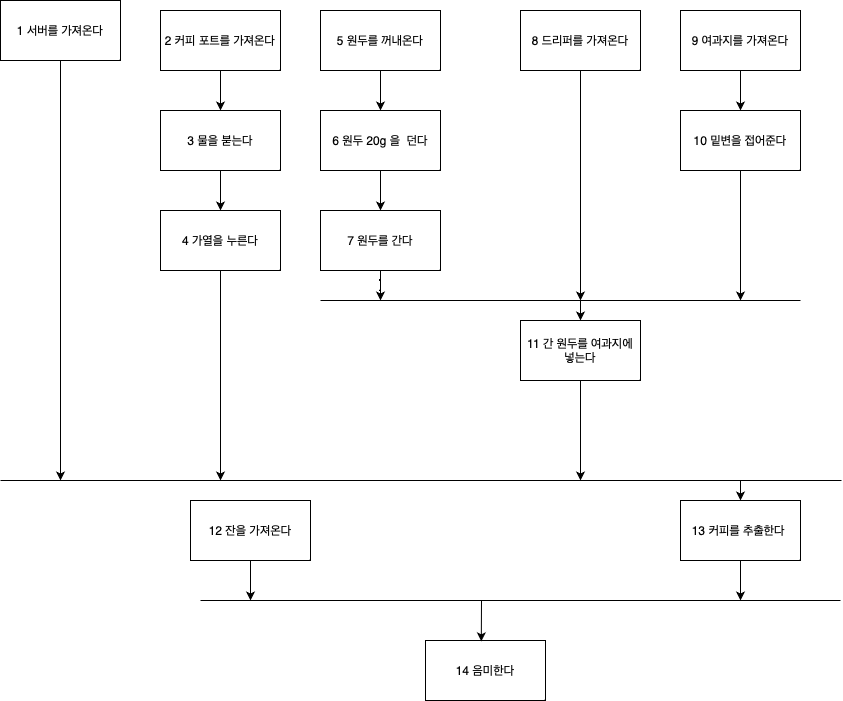 1 서버를 가져온다
2 커피 포트를 가져온다
5 원두를 꺼내온다
8 드리퍼를 가져온다
9 여과지를 가져온다
3 물을 붇는다
6 원두 20g 을 던다
10 밑변을 접어준다
4 가열을 누른다
7 원두를 간다
11 간 원두를 여과지에
넣는다
12 잔을 가져온다
13 커피를 추출한다
14 음미한다